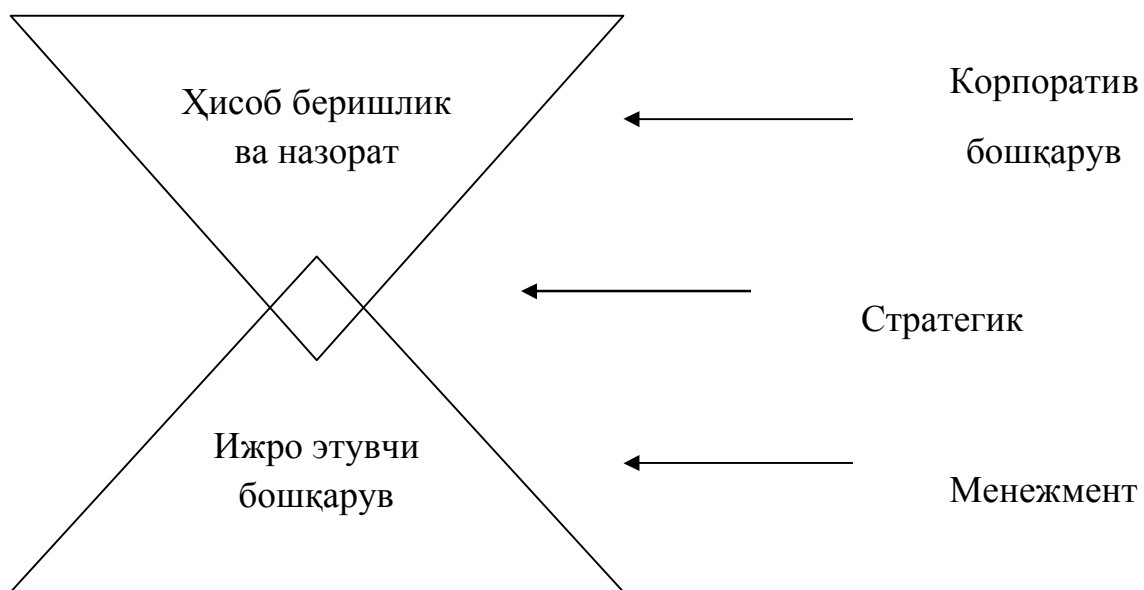 Ҳисоб беришлик
ва назорат
Корпоратив
бошқарув
Стратегик
Ижро этувчи
бошқарув
Менежмент